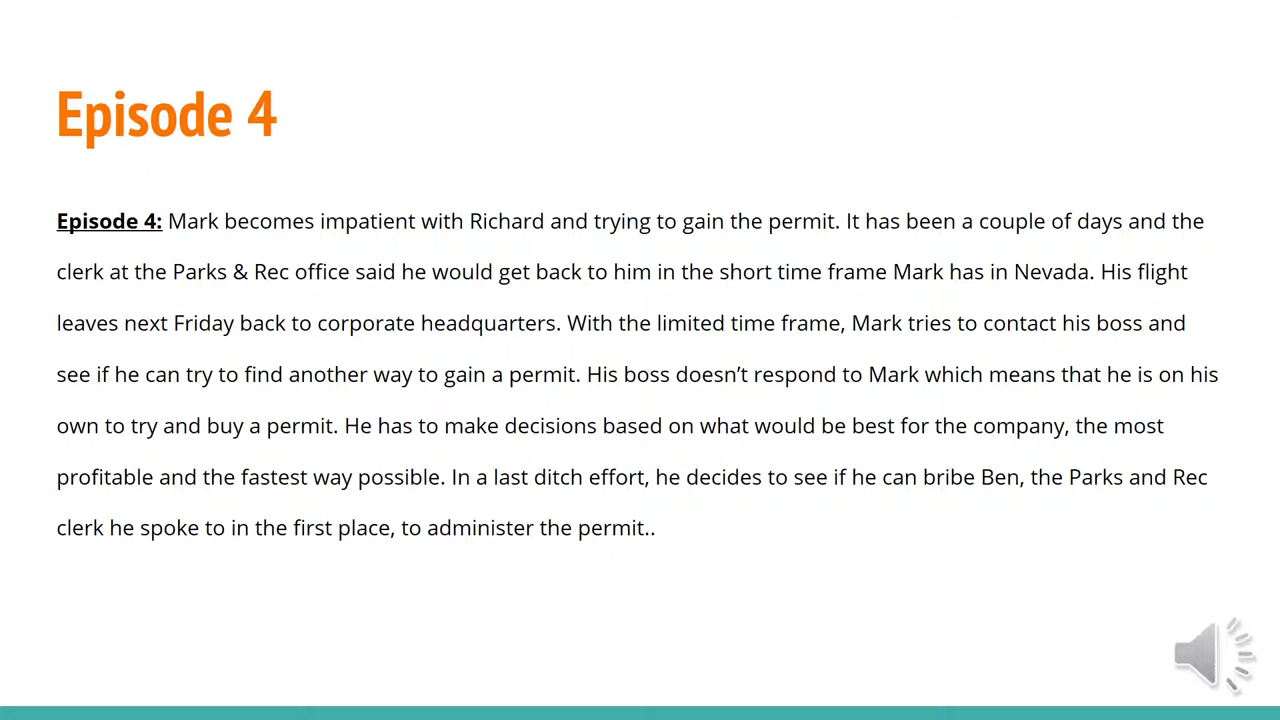 Episode 4
Episode 4: Mark becomes impatient with Richard and trying to gain the permit. It has been a couple of days and the
clerk at the Parks & Rec office said he would get back to him in the short time frame Mark has in Nevada. His flight
leaves next Friday back to corporate headquarters. With the limited time frame, Mark tries to contact his boss and
see if he can try to find another way to gain a permit. His boss doesn’t respond to Mark which means that he is on his
own to try and buy a permit. He has to make decisions based on what would be best for the company, the most
profitable and the fastest way possible. In a last ditch effort, he decides to see if he can bribe Ben, the Parks and Rec
clerk he spoke to in the first place, to administer the permit..